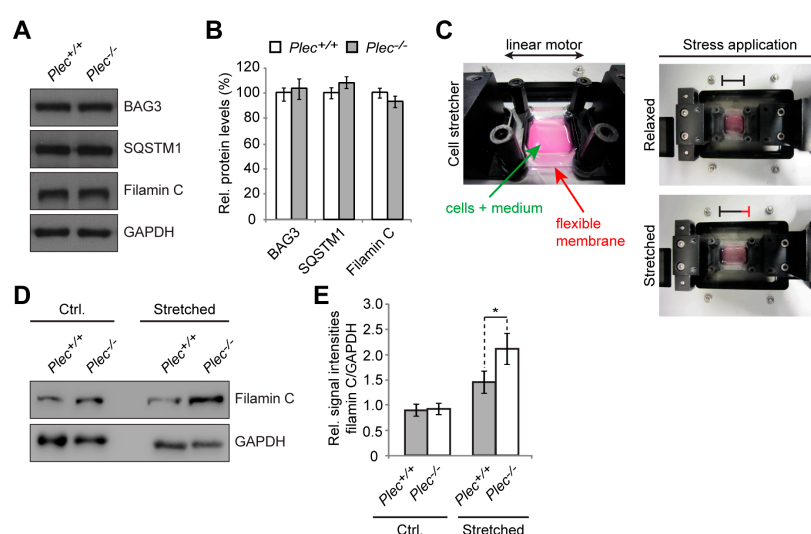 A
Plec+/+
Plec-/-
BAG3
SQSTM1
Filamin C
GAPDH
B
Plec+/+ Plec-/-
Rel. protein levels (%)
120
100
80
60
40
20
0
BAG3
SQSTM1
Filamin C
C
linear motor
Cell stretcher
cells + medium
flexible
membrane
Stress application
Relaxed
Stretched
D
Ctrl. Stretched
Plec+/+ Plec-/- Plec+/+ Plec-/-
Filamin C
GAPDH
E
Rel. signal intensities
filamin C/GAPDH
3.0
2.5
2.0
1.5
1.0
0.5
0
*
Plec+/+ Plec-/- Plec+/+ Plec-/-
Ctrl. Stretched